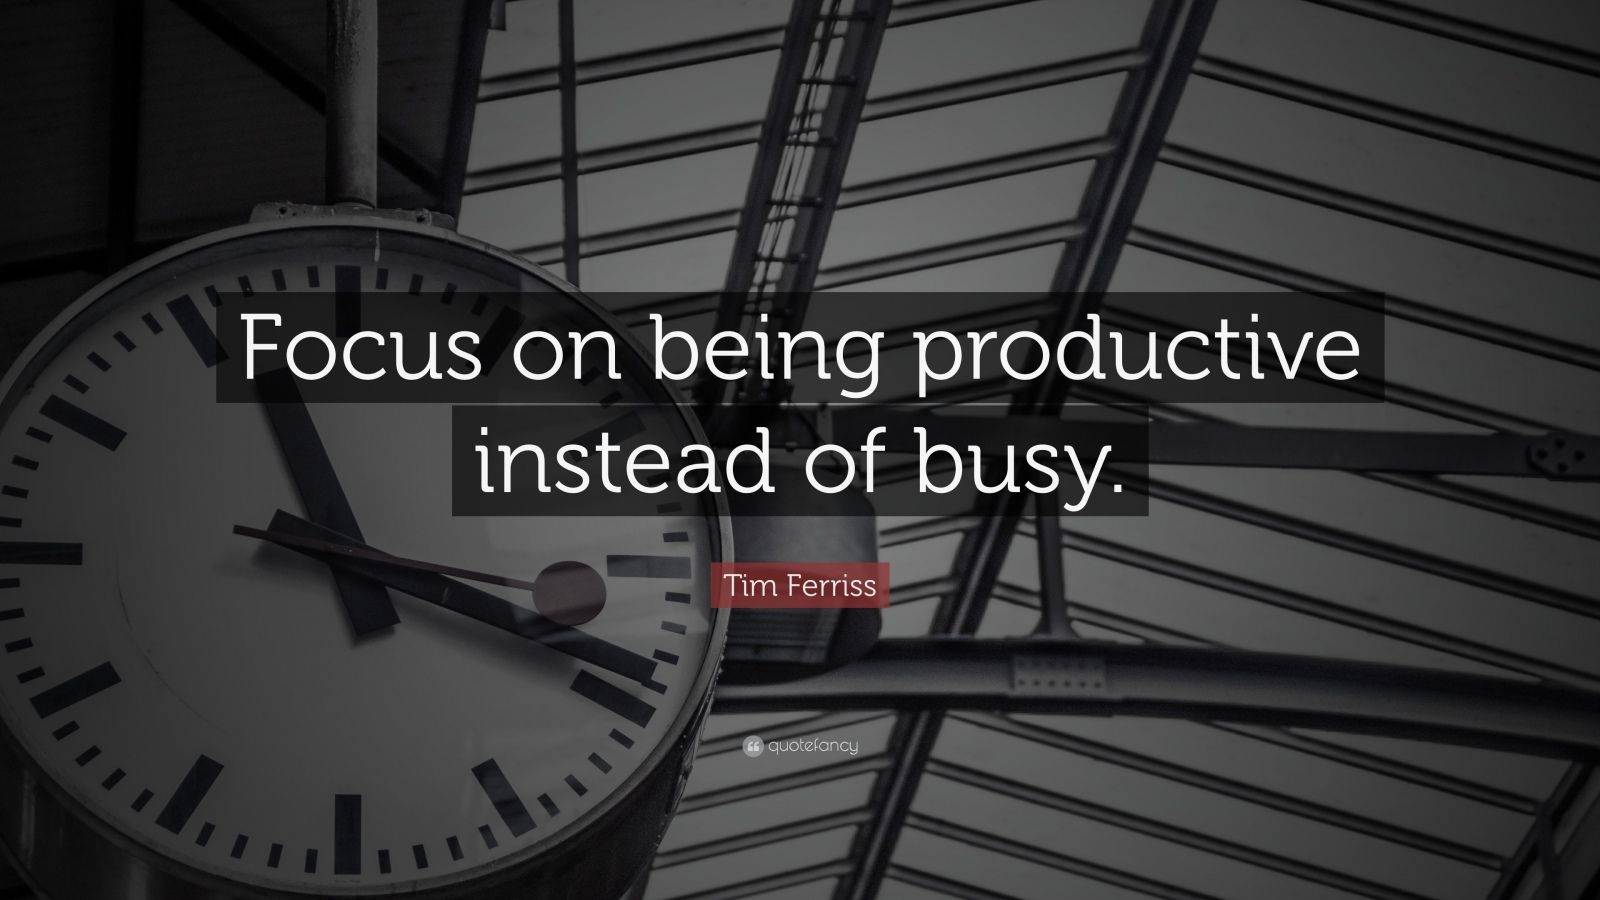 Focus on being productive
instead of busy.
Tim Ferriss
quotefancy